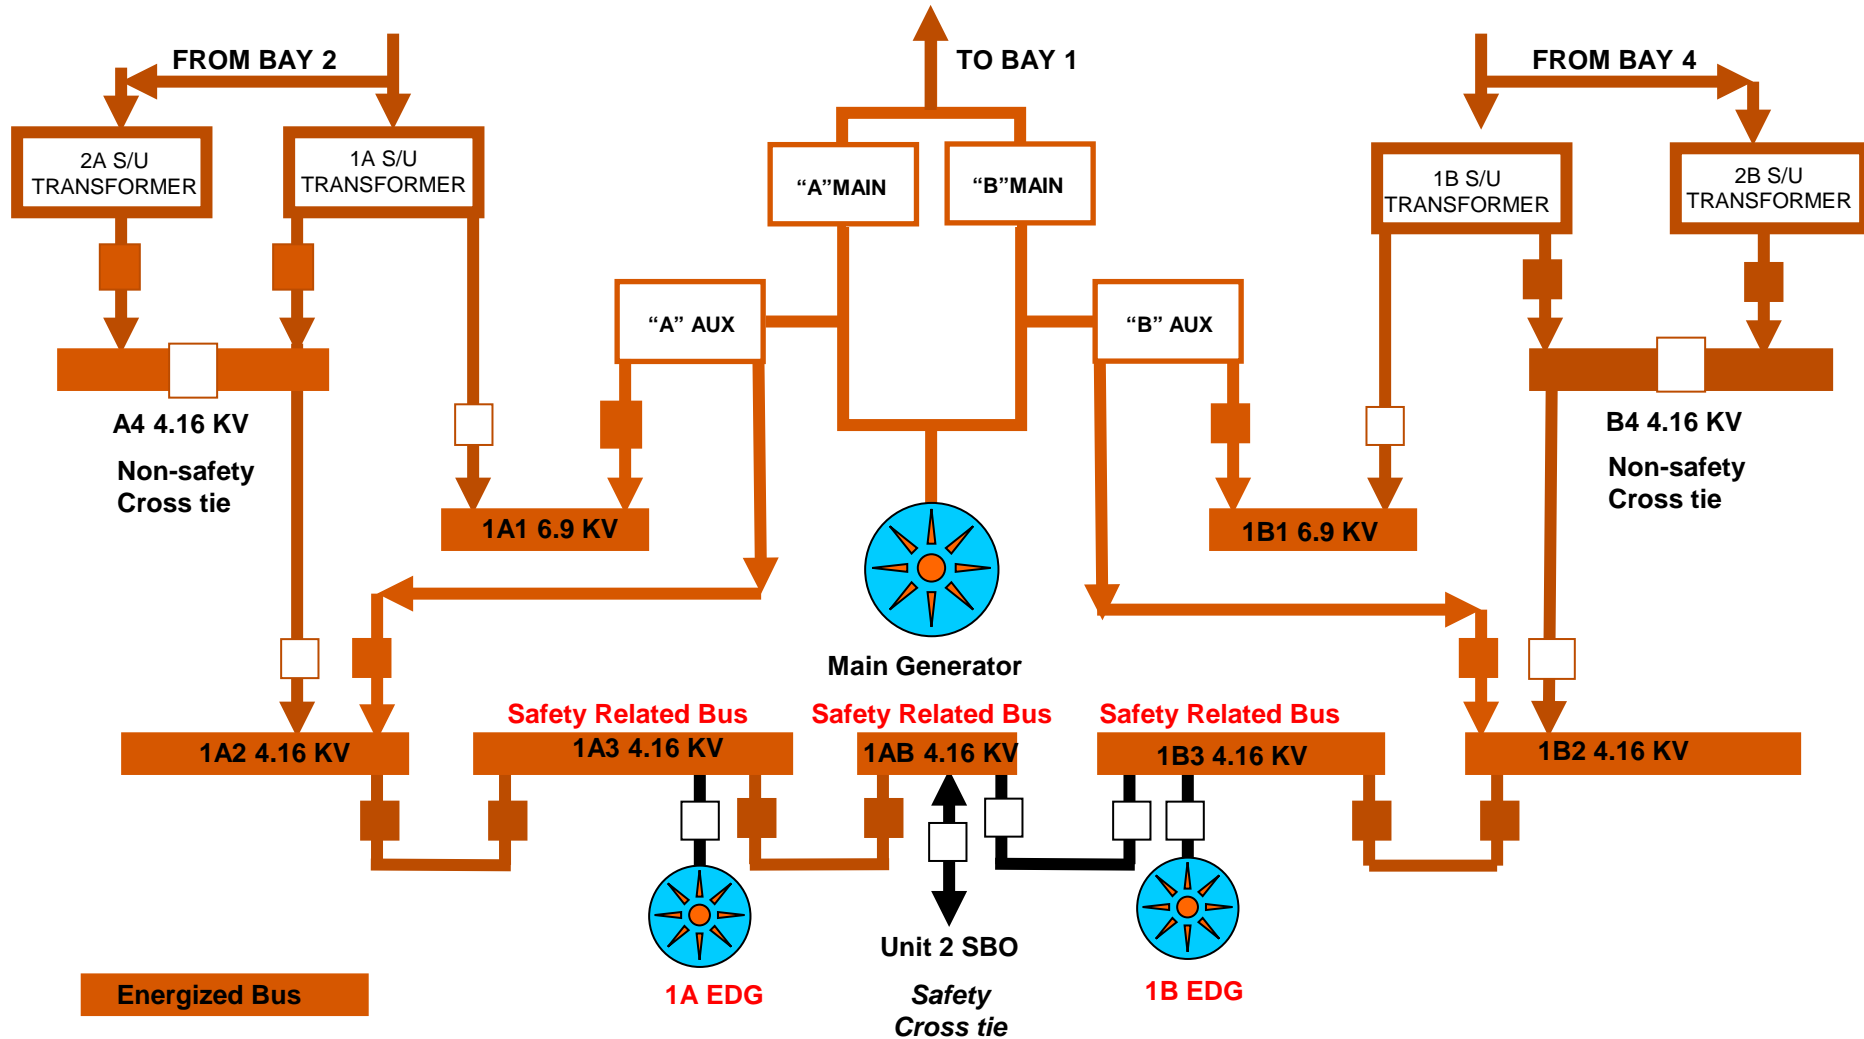 FROM BAY 2
TO BAY 1
FROM BAY 4
2A S/U
TRANSFORMER
1A S/U
TRANSFORMER
“A”MAIN
“B”MAIN
1B S/U
TRANSFORMER
2B S/U
TRANSFORMER
“A” AUX
“B” AUX
A4 4.16 KV
Non-safety
Cross tie
B4 4.16 KV
Non-safety
Cross tie
1A1 6.9 KV
1B1 6.9 KV
Main Generator
Safety Related Bus
Safety Related Bus
Safety Related Bus
1A2 4.16 KV
1A3 4.16 KV
1AB 4.16 KV
1B3 4.16 KV
1B2 4.16 KV
Unit 2 SBO
Safety
Cross tie
1A EDG
1B EDG
Energized Bus